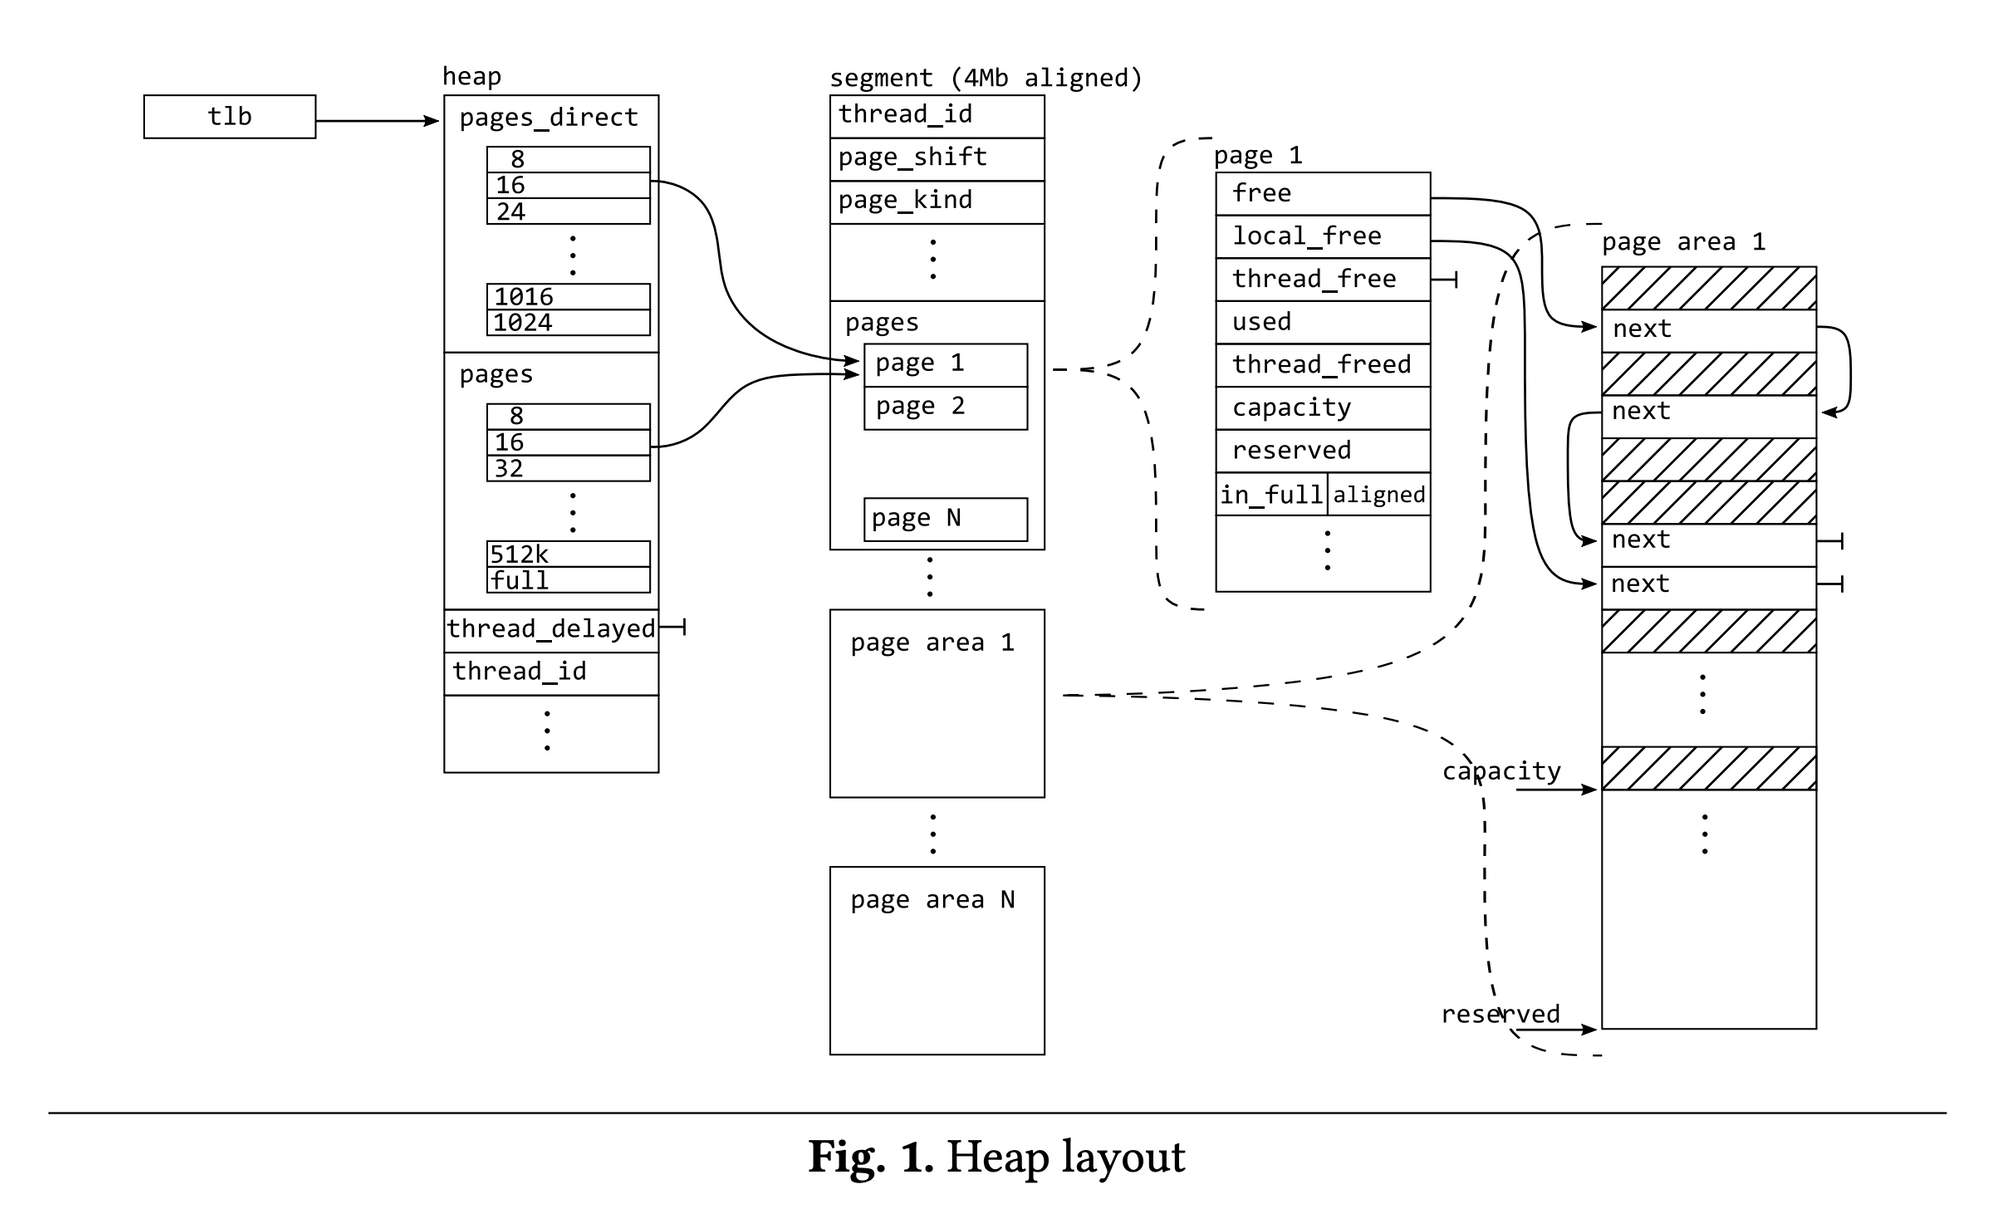 tlb
heap
pages_direct
8
16
24
1016
1024
pages
8
16
32
512k
full
thread_delayed
thread_id
segment (4Mb aligned)
thread_id
page_shift
page_kind
pages
page 1
page 2
page N
page area 1
page area N
page 1
free
local_free
thread_free
used
thread_freed
capacity
reserved
in_full aligned
page area 1
next
next
next
next
capacity
reserved
Fig. 1. Heap layout